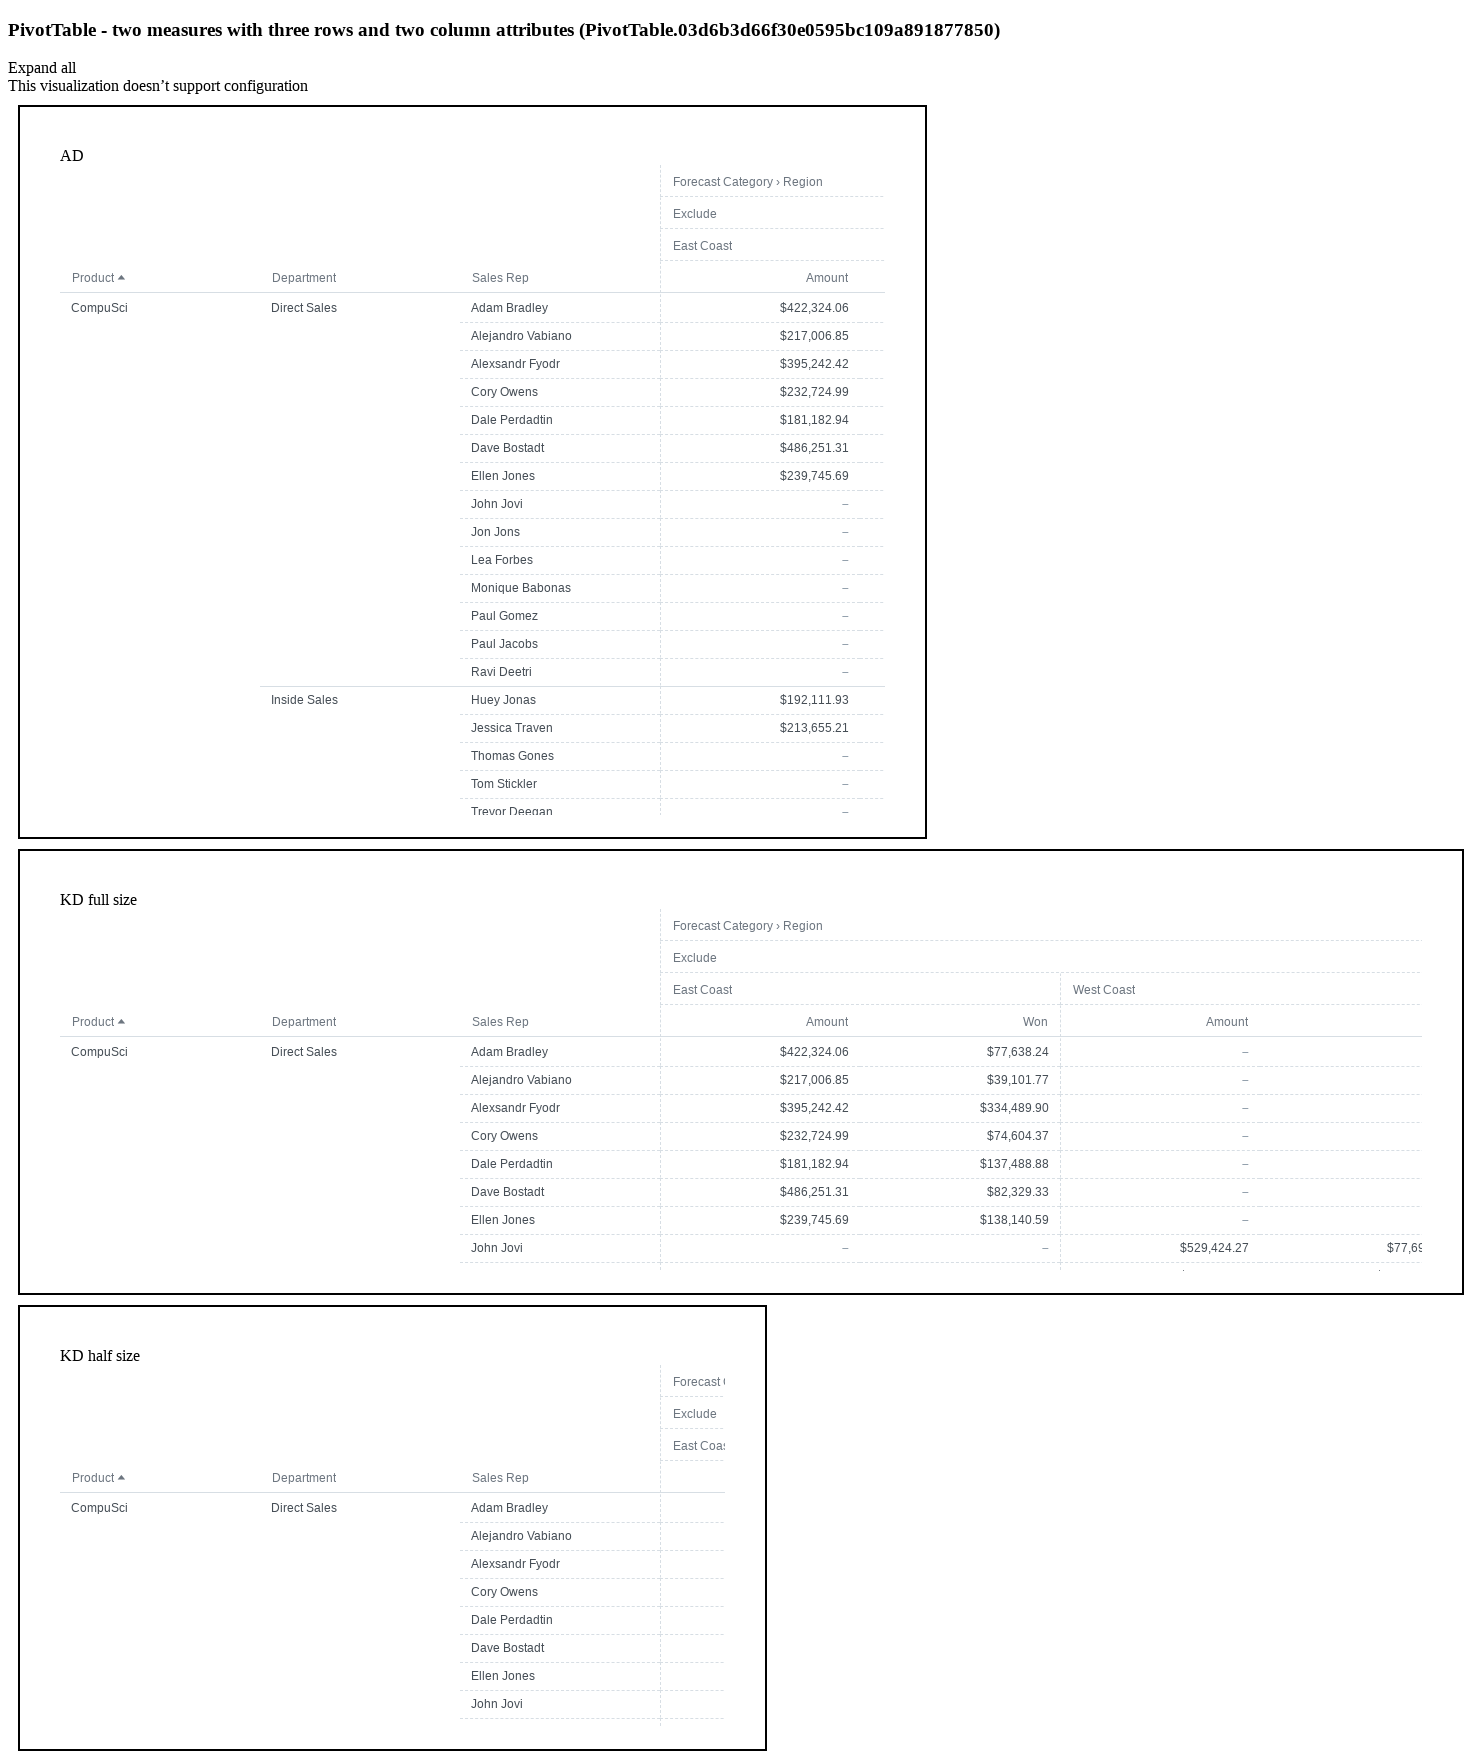 PivotTable - two measures with three rows and two column attributes (PivotTable.03d6b3d66f30e0595bc109a891877850)
Expand all
This visualization doesn’t support configuration
AD
Forecast Category › Region
Exclude
East Coast
Product Department Sales Rep Amount
CompuSci Direct Sales Adam Bradley $422,324.06
Alejandro Vabiano $217,006.85
Alexsandr Fyodr $395,242.42
Cory Owens $232,724.99
Dale Perdadtin $181,182.94
Dave Bostadt $486,251.31
Ellen Jones $239,745.69
John Jovi –
Jon Jons –
Lea Forbes –
Monique Babonas –
Paul Gomez –
Paul Jacobs –
Ravi Deetri –
Inside Sales Huey Jonas $192,111.93
Jessica Traven $213,655.21
Thomas Gones –
Tom Stickler –
Trevor Deegan –
KD full size
Forecast Category › Region
Exclude
East Coast West Coast
Product Department Sales Rep Amount Won Amount
CompuSci Direct Sales Adam Bradley $422,324.06 $77,638.24 –
Alejandro Vabiano $217,006.85 $39,101.77 –
Alexsandr Fyodr $395,242.42 $334,489.90 –
Cory Owens $232,724.99 $74,604.37 –
Dale Perdadtin $181,182.94 $137,488.88 –
Dave Bostadt $486,251.31 $82,329.33 –
Ellen Jones $239,745.69 $138,140.59 –
John Jovi – – $529,424.27 $77,69
KD half size
Forecast
Exclude
East Coas
Product Department Sales Rep
CompuSci Direct Sales Adam Bradley
Alejandro Vabiano
Alexsandr Fyodr
Cory Owens
Dale Perdadtin
Dave Bostadt
Ellen Jones
John Jovi